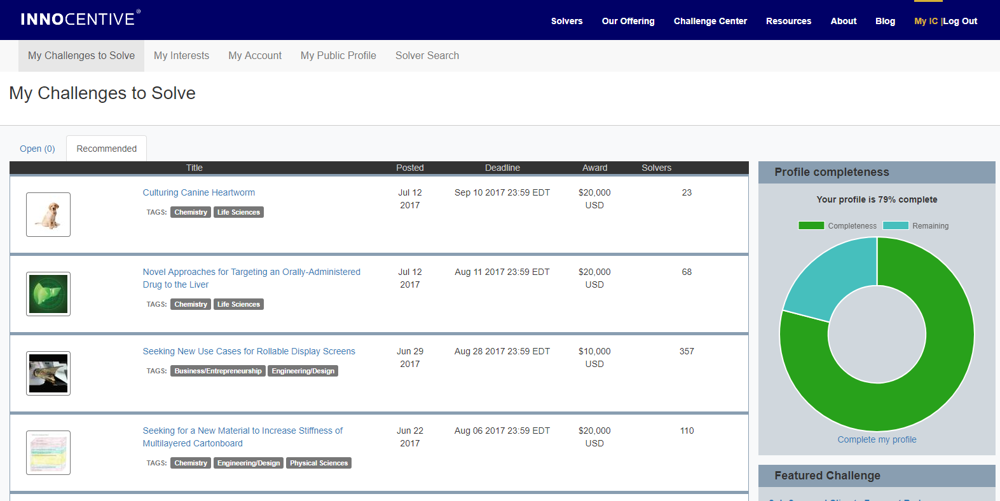 INNOCENTIVE®
Solvers Our Offering Challenge Center Resources About Blog My IC |Log Out
My Challenges to Solve My Interests My Account My Public Profile Solver Search
My Challenges to Solve
Open (0) Recommended
Title Posted Deadline Award Solvers
Culturing Canine Heartworm Jul 12 Sep 10 2017 23:59 EDT $20,000 23
2017 USD
TAGS: Chemistry Life Sciences
Novel Approaches for Targeting an Orally-Administered Jul 12 Aug 11 2017 23:59 EDT $20,000 68
Drug to the Liver 2017 USD
TAGS: Chemistry Life Sciences
Seeking New Use Cases for Rollable Display Screens Jun 29 Aug 28 2017 23:59 EDT $10,000 357
2017 USD
TAGS: Business/Entrepreneurship Engineering/Design
Seeking for a New Material to Increase Stiffness of Jun 22 Aug 06 2017 23:59 EDT $20,000 110
Multilayered Cartonboard 2017 USD
TAGS: Chemistry Engineering/Design Physical Sciences
Profile completeness
Your profile is 79% complete
Completeness Remaining
Complete my profile
Featured Challenge